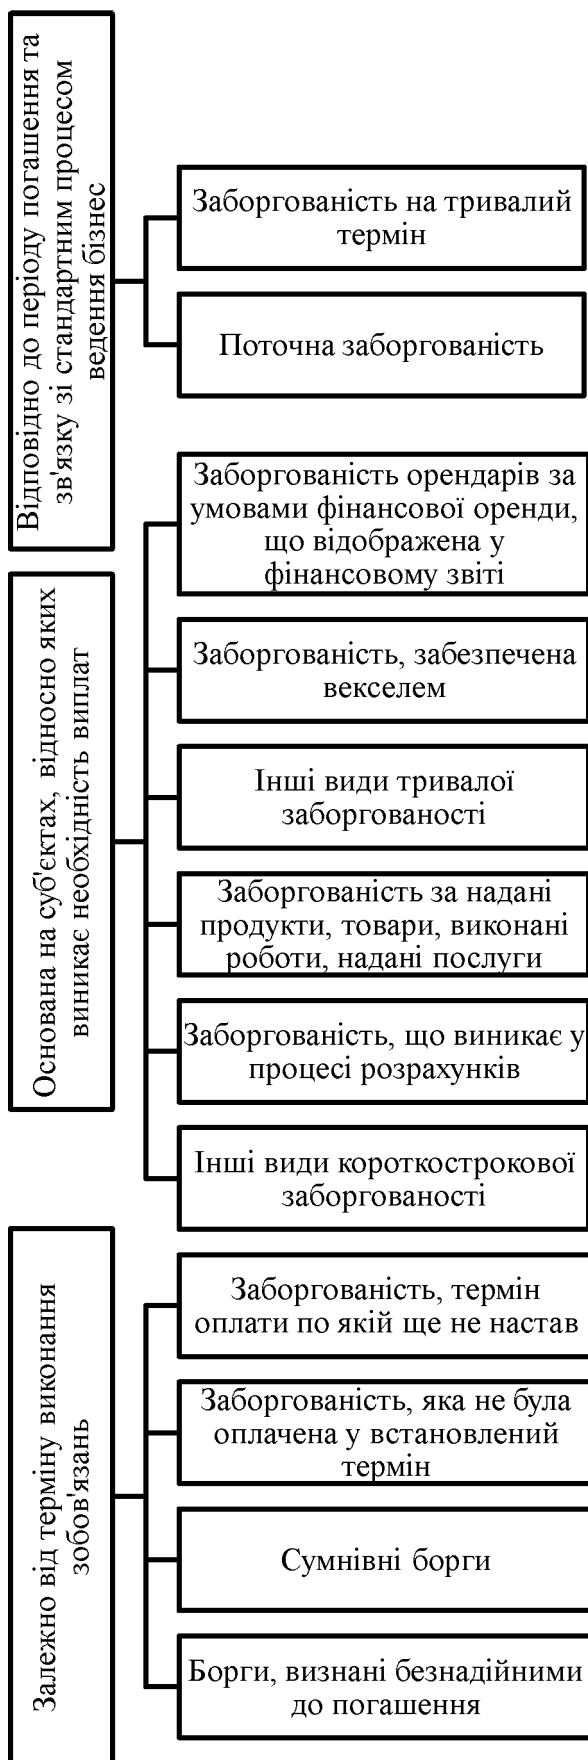 Відповідно до періоду погашення та
зв'язку зі стандартним процесом
ведення бізнес
Заборгованість на тривалий
термін
Поточна заборгованість
Основана на суб'єктах, відносно яких
виникає необхідність виплат
Заборгованість орендарів за
умовами фінансової оренди,
що відображена у
фінансовому звіті
Заборгованість, забезпечена
векселем
Інші види тривалої
заборгованості
Заборгованість за надані
продукти, товари, виконані
роботи, надані послуги
Заборгованість, що виникає у
процесі розрахунків
Інші види короткострокової
заборгованості
Залежно від терміну виконання
зобов'язань
Заборгованість, термін
оплати по якій ще не настав
Заборгованість, яка не була
оплачена у встановлений
термін
Сумнівні борги
Борги, визнані безнадійними
до погашення